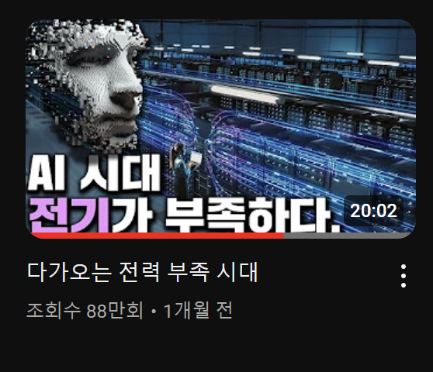 AI 시대
전기가 부족하다.
20:02
다가오는 전력 부족 시대
조회수 88만회 • 1개월 전